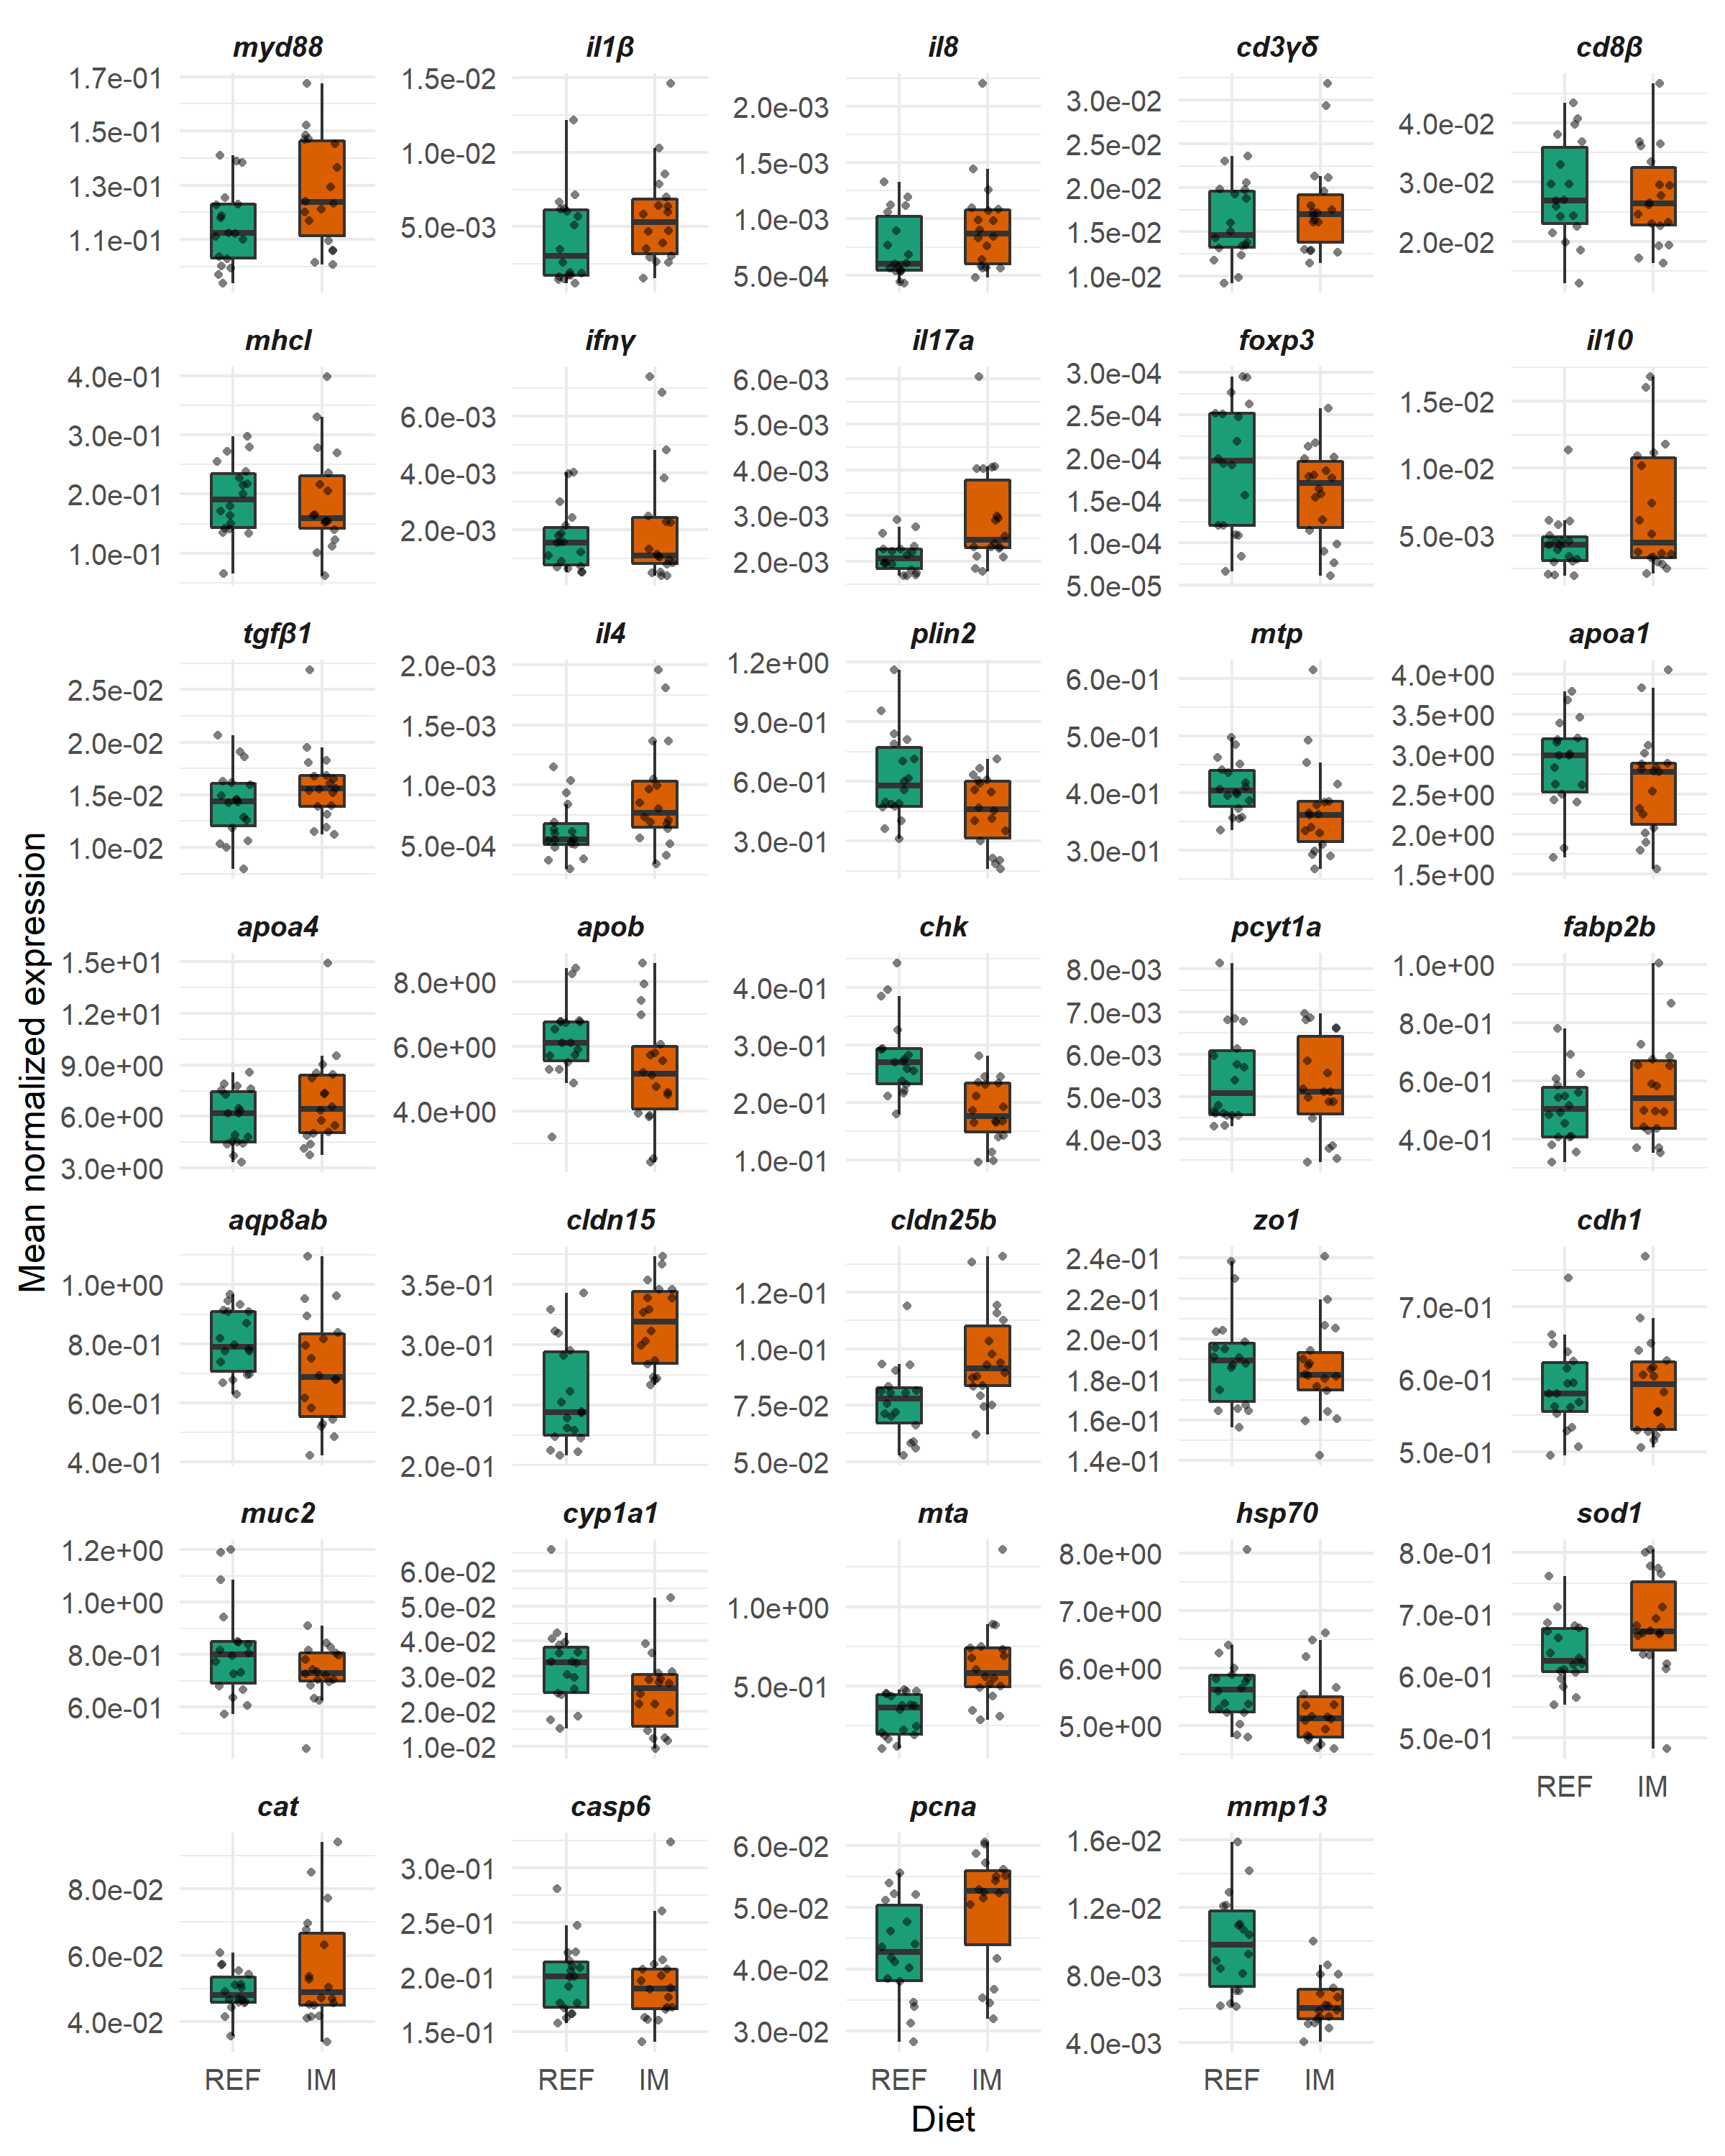 myd88 il1β il8 cd3γδ cd8β
1.7e-01
1.5e-01
1.3e-01
1.1e-01
1.5e-02
1.0e-02
5.0e-03
2.0e-03
1.5e-03
1.0e-03
5.0e-04
3.0e-02
2.5e-02
2.0e-02
1.5e-02
1.0e-02
4.0e-02
3.0e-02
2.0e-02
mhcI ifnγ il17a foxp3 il10
4.0e-01
3.0e-01
2.0e-01
1.0e-01
6.0e-03
4.0e-03
2.0e-03
6.0e-03
5.0e-03
4.0e-03
3.0e-03
2.0e-03
3.0e-04
2.5e-04
2.0e-04
1.5e-04
1.0e-04
5.0e-05
1.5e-02
1.0e-02
5.0e-03
tgfβ1 il4 plin2 mtp apoa1
2.5e-02
2.0e-02
1.5e-02
1.0e-02
2.0e-03
1.5e-03
1.0e-03
5.0e-04
1.2e+00
9.0e-01
6.0e-01
3.0e-01
6.0e-01
5.0e-01
4.0e-01
3.0e-01
4.0e+00
3.5e+00
3.0e+00
2.5e+00
2.0e+00
1.5e+00
Mean normalized expression
apoa4 apob chk pcyt1a fabp2b
1.5e+01
1.2e+01
9.0e+00
6.0e+00
3.0e+00
8.0e+00
6.0e+00
4.0e+00
4.0e-01
3.0e-01
2.0e-01
1.0e-01
8.0e-03
7.0e-03
6.0e-03
5.0e-03
4.0e-03
1.0e+00
8.0e-01
6.0e-01
4.0e-01
aqp8ab cldn15 cldn25b zo1 cdh1
1.0e+00
8.0e-01
6.0e-01
4.0e-01
3.5e-01
3.0e-01
2.5e-01
2.0e-01
1.2e-01
1.0e-01
7.5e-02
5.0e-02
2.4e-01
2.2e-01
2.0e-01
1.8e-01
1.6e-01
1.4e-01
7.0e-01
6.0e-01
5.0e-01
muc2 cyp1a1 mta hsp70 sod1
1.2e+00
1.0e+00
8.0e-01
6.0e-01
6.0e-02
5.0e-02
4.0e-02
3.0e-02
2.0e-02
1.0e-02
1.0e+00
5.0e-01
8.0e+00
7.0e+00
6.0e+00
5.0e+00
8.0e-01
7.0e-01
6.0e-01
5.0e-01
REF IM
cat casp6 pcna mmp13
8.0e-02
6.0e-02
4.0e-02
3.0e-01
2.5e-01
2.0e-01
1.5e-01
6.0e-02
5.0e-02
4.0e-02
3.0e-02
1.6e-02
1.2e-02
8.0e-03
4.0e-03
REF IM REF IM REF IM REF IM
Diet